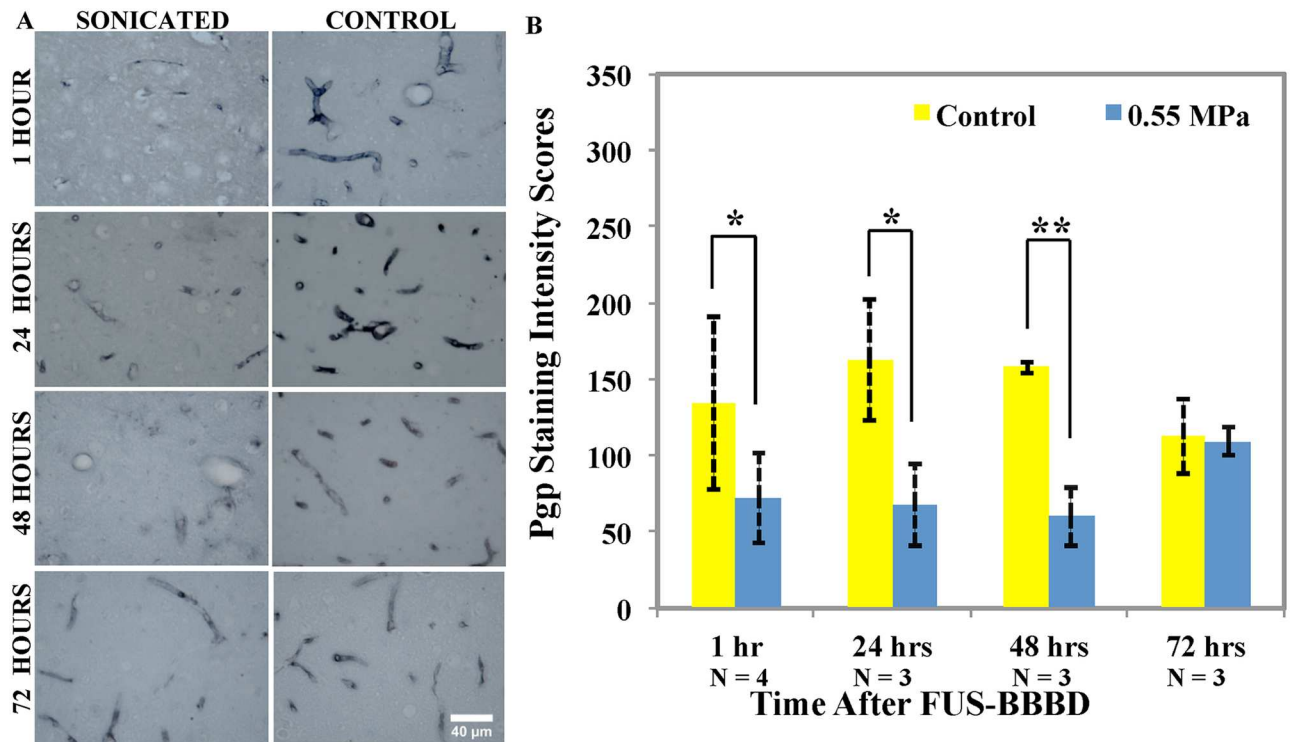 A
SONICATED
CONTROL
1 HOUR
24 HOURS
48 HOURS
72 HOURS
40 µm
B
Pgp Staining Intensity Scores
350
300
250
200
150
100
50
0
Control
0.55 MPa
*
*
**
1 hr
24 hrs
48 hrs
72 hrs
N = 4
N = 3
N = 3
N = 3
Time After FUS-BBBD